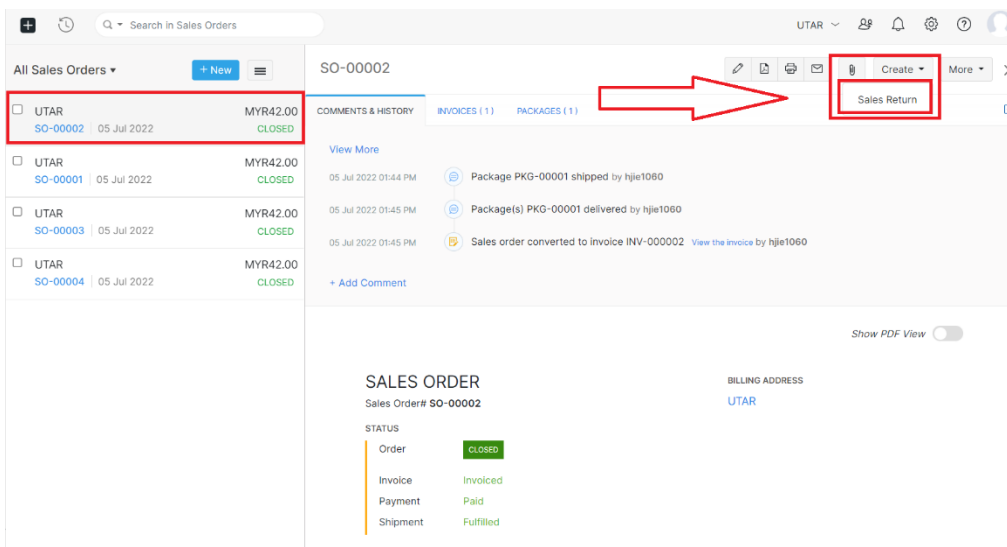 Search in Sales Orders
UTAR
All Sales Orders
+ New
UTAR MYR42.00
SO-00002 05 Jul 2022 CLOSED
UTAR MYR42.00
SO-00001 05 Jul 2022 CLOSED
UTAR MYR42.00
SO-00003 05 Jul 2022 CLOSED
UTAR MYR42.00
SO-00004 05 Jul 2022 CLOSED
SO-00002
Create
More
Sales Return
COMMENTS & HISTORY INVOICES ( 1 ) PACKAGES ( 1 )
View More
05 Jul 2022 01:44 PM Package PKG-00001 shipped by hjie1060
05 Jul 2022 01:45 PM Package(s) PKG-00001 delivered by hjie1060
05 Jul 2022 01:45 PM Sales order converted to invoice INV-000002 View the invoice by hjie1060
+ Add Comment
Show PDF View
SALES ORDER
Sales Order# SO-00002
STATUS
Order CLOSED
Invoice Invoiced
Payment Paid
Shipment Fulfilled
BILLING ADDRESS
UTAR